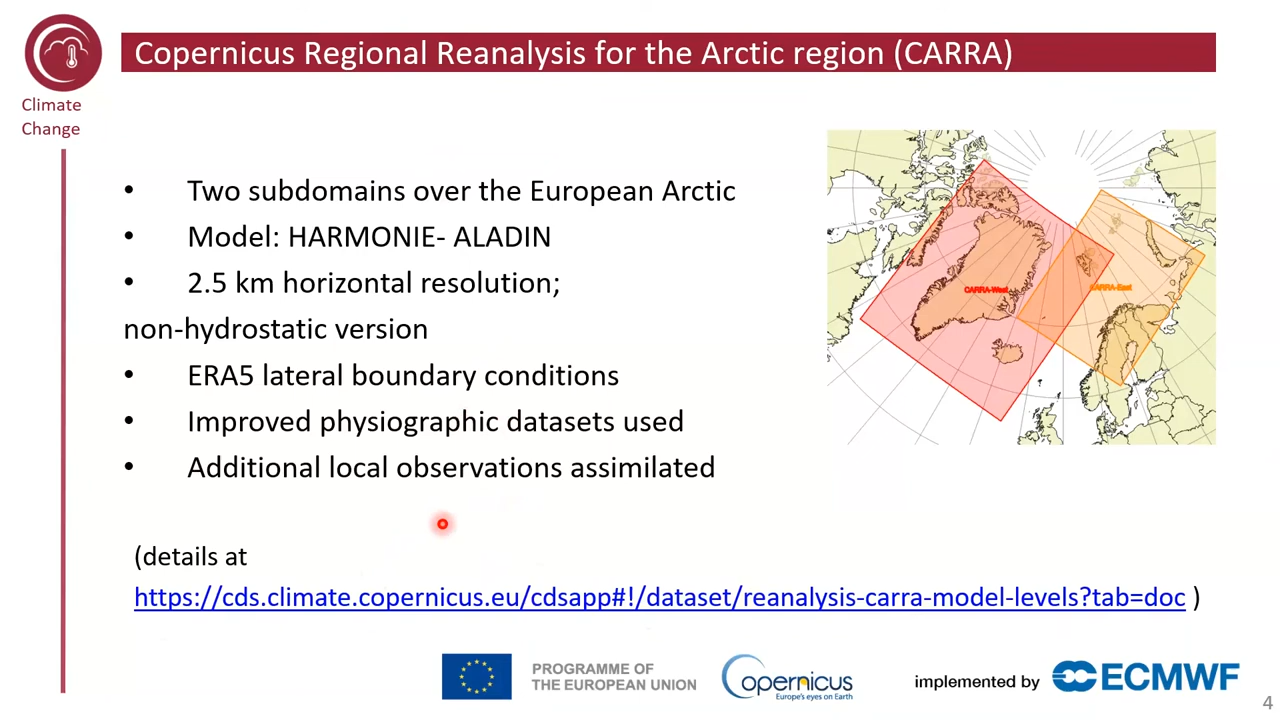 Copernicus Regional Reanalysis for the Arctic region (CARRA)
Climate
Change
• Two subdomains over the European Arctic
• Model: HARMONIE- ALADIN
• 2.5 km horizontal resolution;
non-hydrostatic version
• ERA5 lateral boundary conditions
• Improved physiographic datasets used
• Additional local observations assimilated
CARRA-West
CARRA-East
(details at
https://cds.climate.copernicus.eu/cdsapp#!/dataset/reanalysis-carra-model-levels?tab=doc )
PROGRAMME OF
THE EUROPEAN UNION
opernicus
Europe's eyes on Earth
implemented by
ECMWF
4